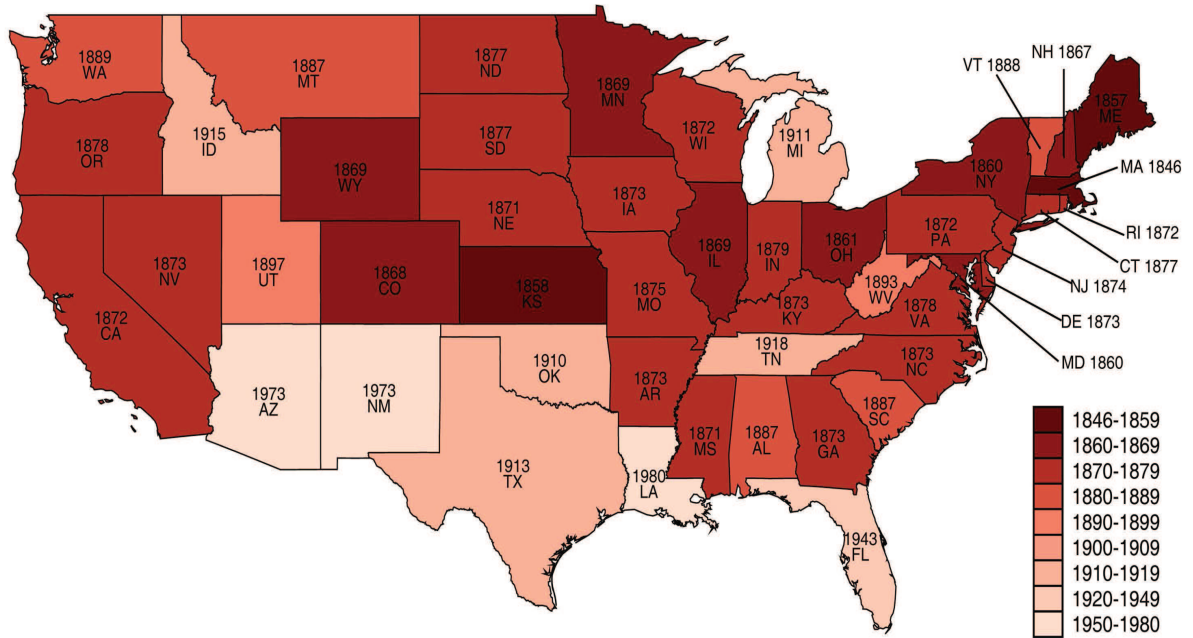 1889
WA
1887
MT
1877
ND
1869
MN
1872
WI
1911
MI
VT 1888
NH 1867
1857
ME
1878
OR
1915
ID
1869
WY
1877
SD
1860
NY
MA 1846
1873
NV
1897
UT
1868
CO
1871
NE
1873
IA
1869
IL
1879
IN
1861
OH
1872
PA
RI 1872
CT 1877
NJ 1874
1872
CA
1858
KS
1875
MO
1873
KY
1893
WV
1878
VA
DE 1873
MD 1860
1973
AZ
1973
NM
1910
OK
1873
AR
1918
TN
1873
NC
1913
TX
1980
LA
1871
MS
1887
AL
1873
GA
1887
SC
1943
FL
1846-1859
1860-1869
1870-1879
1880-1889
1890-1899
1900-1909
1910-1919
1920-1949
1950-1980